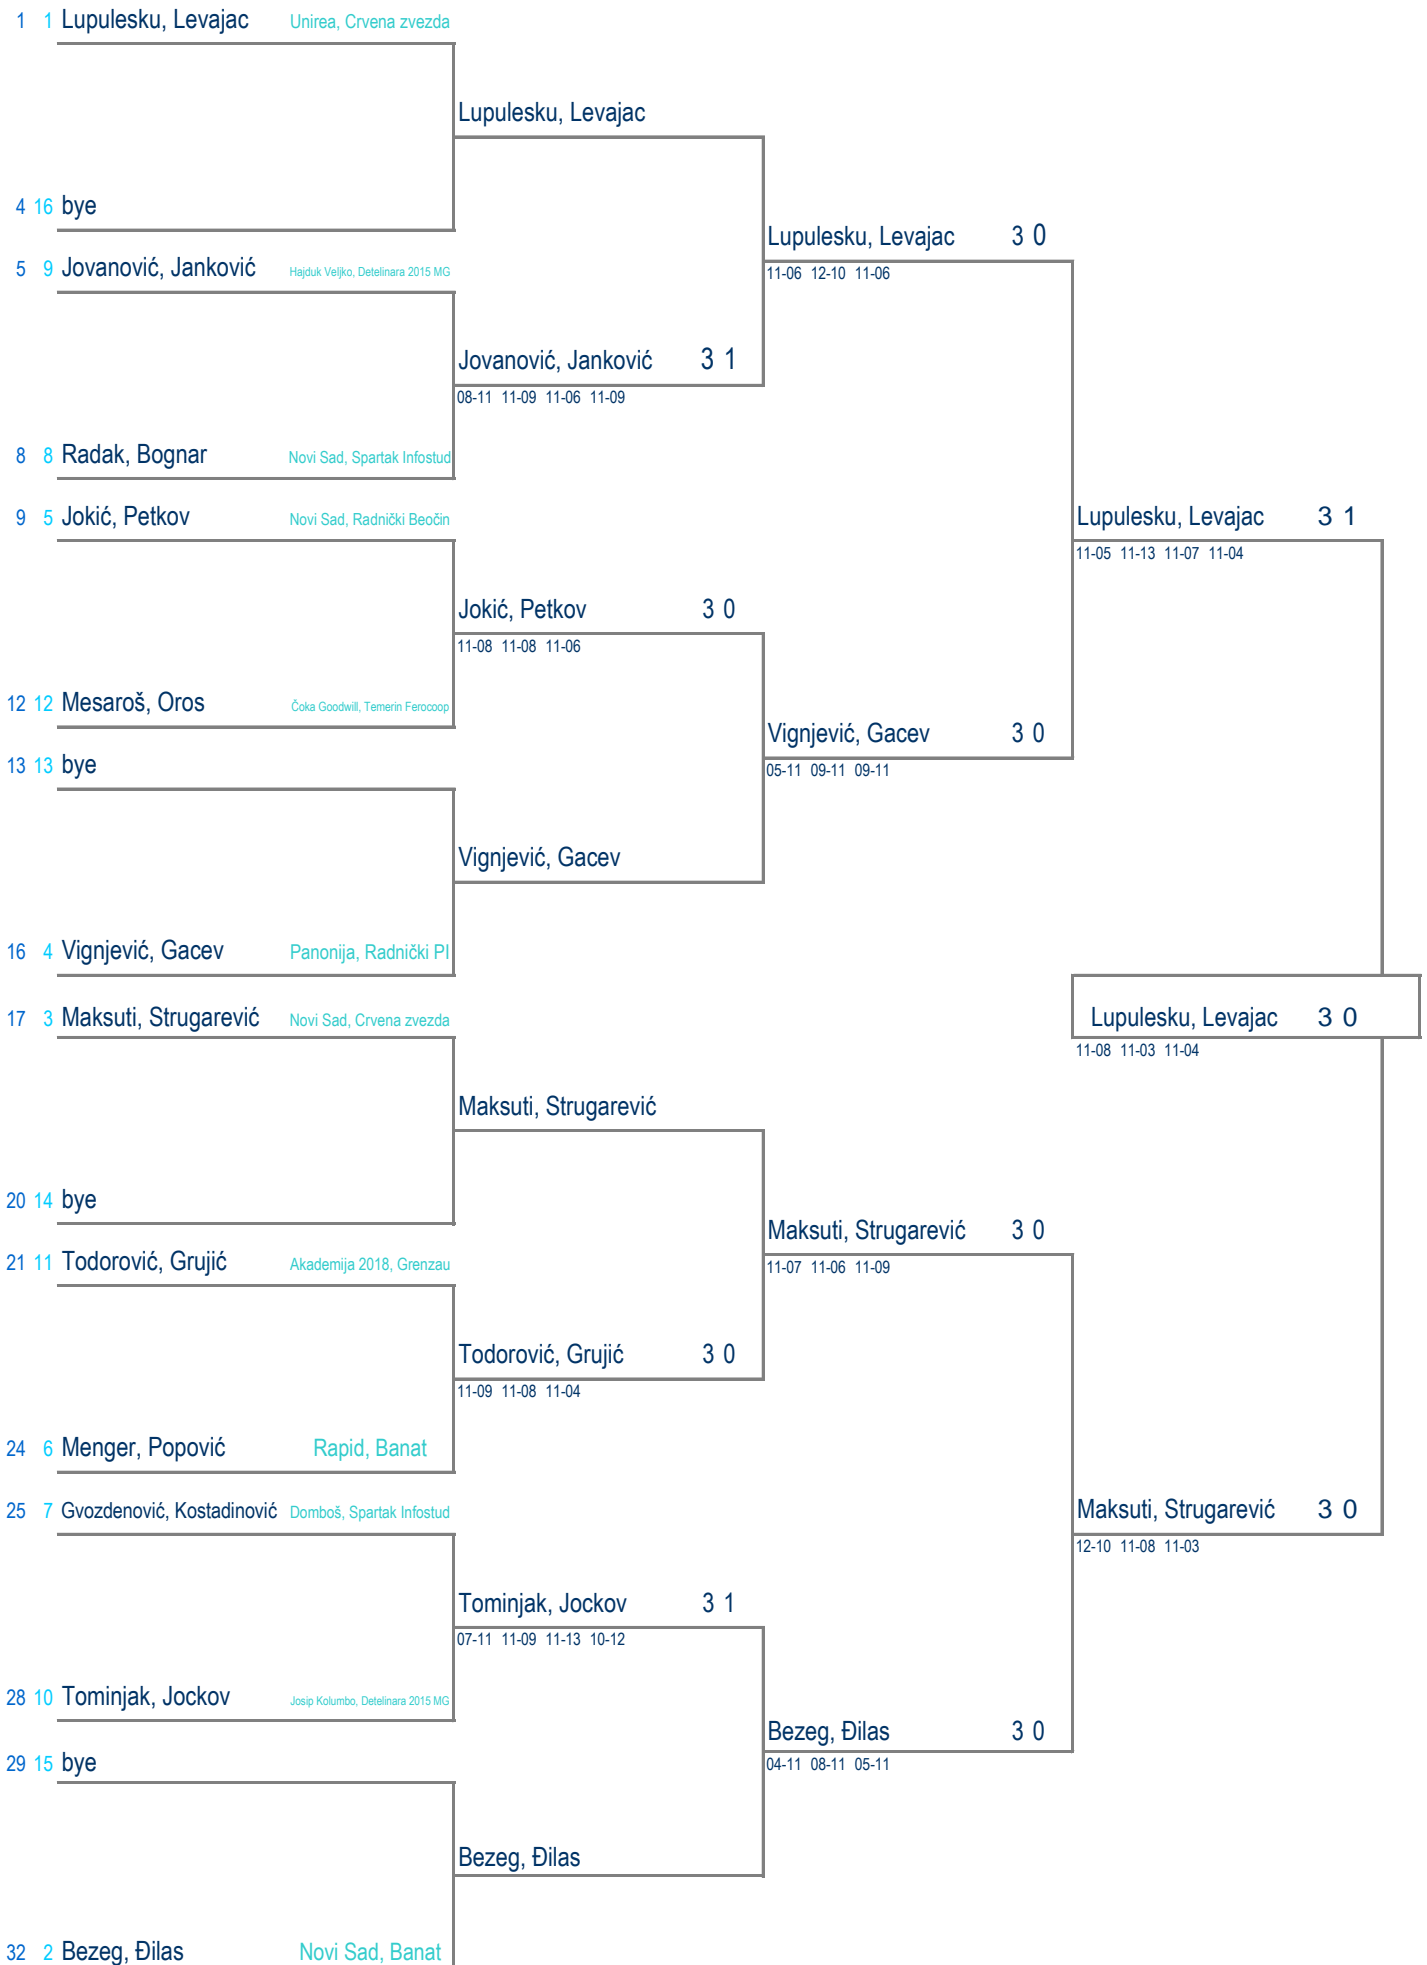 1 1 Lupulesku, Levajac Unirea, Crvena zvezda
Lupulesku, Levajac
4 16 bye
Lupulesku, Levajac 3 0
5 9 Jovanović, Janković Hajduk Veljko, Detelinara 2015 MG
11-06 12-10 11-06
Jovanović, Janković 3 1
08-11 11-09 11-06 11-09
8 8 Radak, Bognar Novi Sad, Spartak Infostud
9 5 Jokić, Petkov Novi Sad, Radnički Beočin
Lupulesku, Levajac 3 1
11-05 11-13 11-07 11-04
Jokić, Petkov 3 0
11-08 11-08 11-06
12 12 Mesaroš, Oros Čoka Goodwill, Temerin Ferocoop
Vignjević, Gacev 3 0
13 13 bye
05-11 09-11 09-11
Vignjević, Gacev
16 4 Vignjević, Gacev Panonija, Radnički PI
17 3 Maksuti, Strugarević Novi Sad, Crvena zvezda
Lupulesku, Levajac 3 0
11-08 11-03 11-04
Maksuti, Strugarević
20 14 bye
Maksuti, Strugarević 3 0
21 11 Todorović, Grujić Akademija 2018, Grenzau
11-07 11-06 11-09
Todorović, Grujić 3 0
11-09 11-08 11-04
24 6 Menger, Popović Rapid, Banat
25 7 Gvozdenović, Kostadinović Domboš, Spartak Infostud
Maksuti, Strugarević 3 0
12-10 11-08 11-03
Tominjak, Jockov 3 1
07-11 11-09 11-13 10-12
28 10 Tominjak, Jockov Josip Kolumbo, Detelinara 2015 MG
Bezeg, Đilas 3 0
29 15 bye
04-11 08-11 05-11
Bezeg, Đilas
32 2 Bezeg, Đilas Novi Sad, Banat